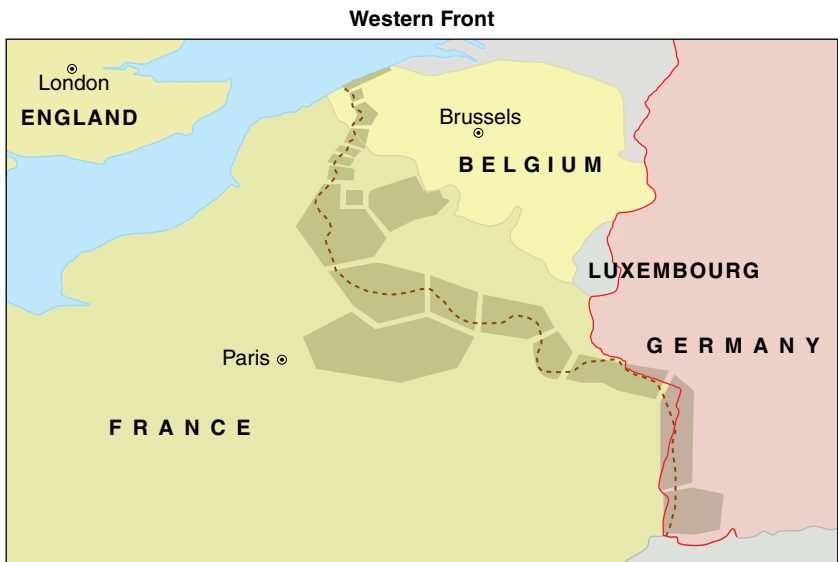 Western Front
London
ENGLAND
Brussels
BELGIUM
LUXEMBOURG
GERMANY
Paris
FRANCE